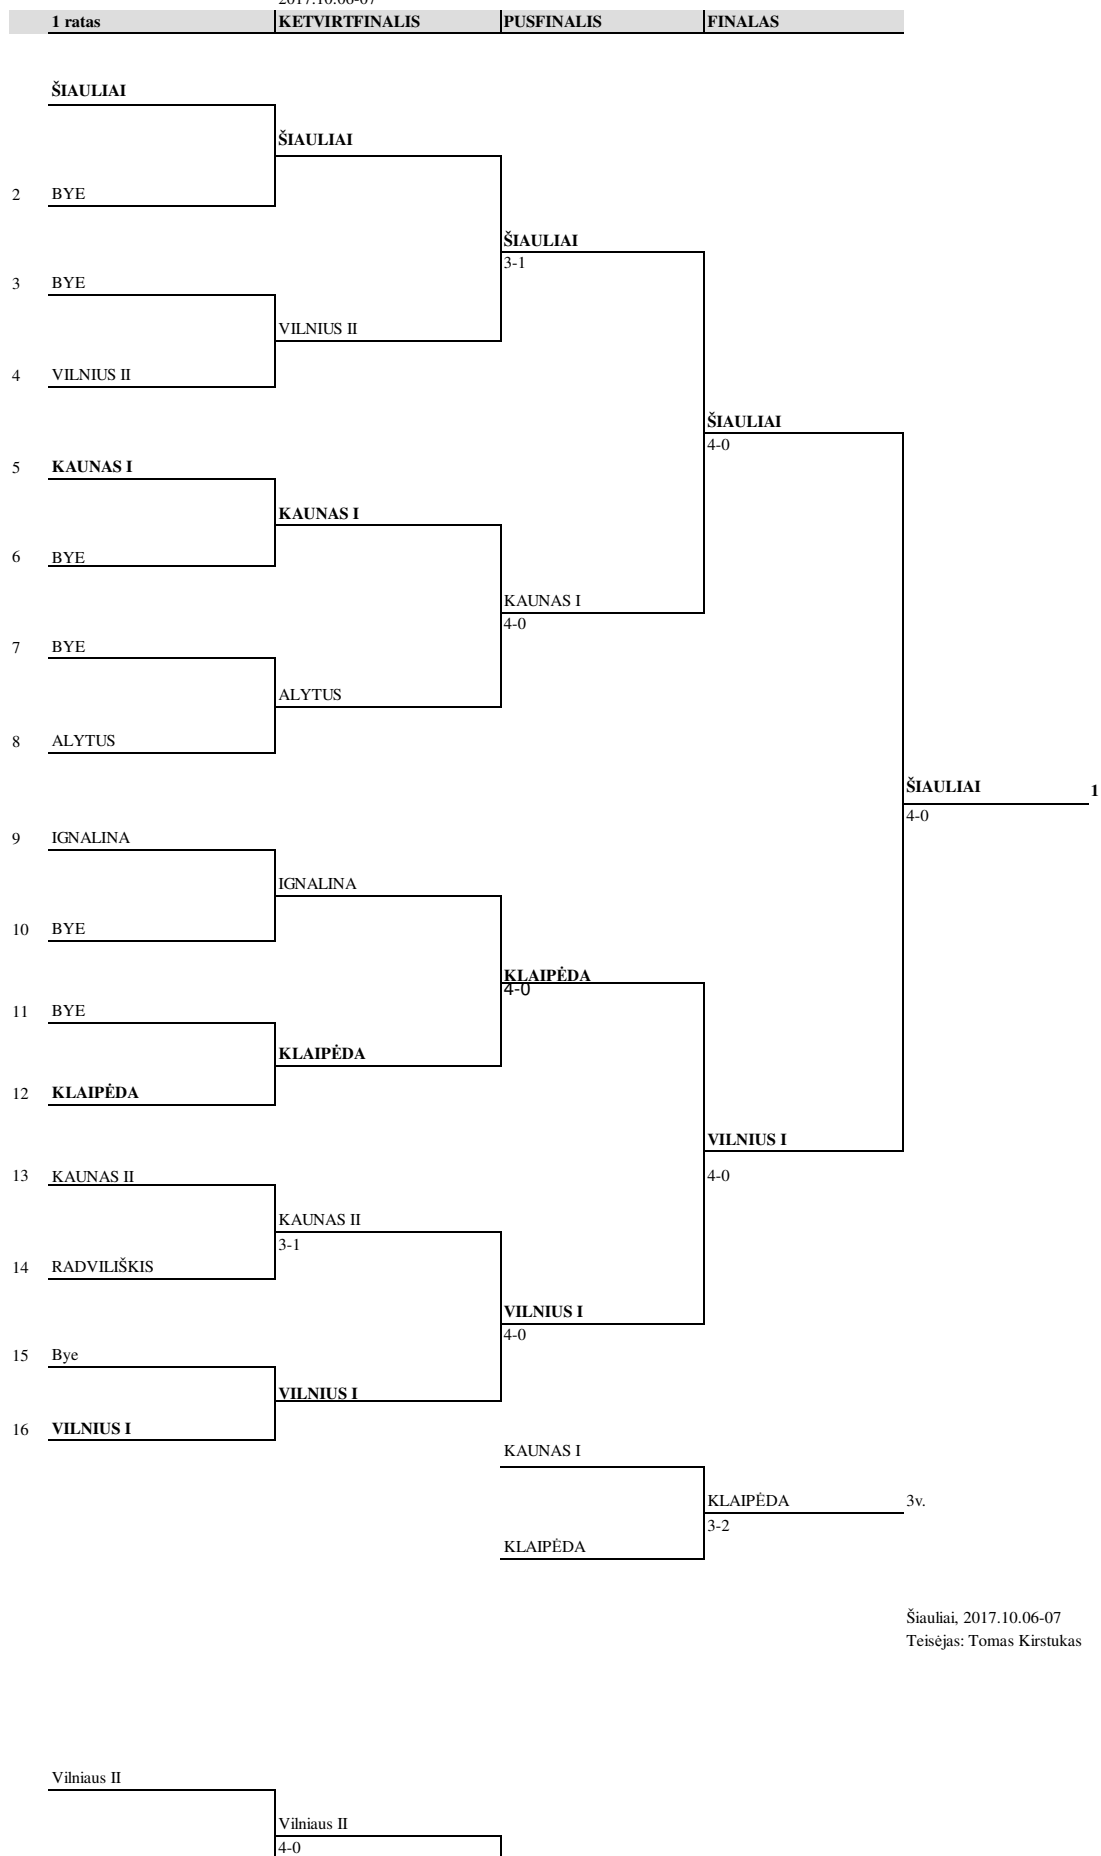 2017.10.06-07
1 ratas KETVIRTFINALIS PUSFINALIS FINALAS
ŠIAULIAI
ŠIAULIAI
2 BYE
ŠIAULIAI
3-1
3 BYE
VILNIUS II
4 VILNIUS II
ŠIAULIAI
4-0
5 KAUNAS I
KAUNAS I
6 BYE
KAUNAS I
4-0
7 BYE
ALYTUS
8 ALYTUS
ŠIAULIAI 1
4-0
9 IGNALINA
IGNALINA
10 BYE
KLAIPĖDA
4-0
11 BYE
KLAIPĖDA
12 KLAIPĖDA
VILNIUS I
4-0
13 KAUNAS II
KAUNAS II
3-1
14 RADVILIŠKIS
VILNIUS I
4-0
15 Bye
VILNIUS I
16 VILNIUS I
KAUNAS I
KLAIPĖDA 3v.
3-2
KLAIPĖDA
Šiauliai, 2017.10.06-07
Teisėjas: Tomas Kirstukas
Vilniaus II
Vilniaus II
4-0